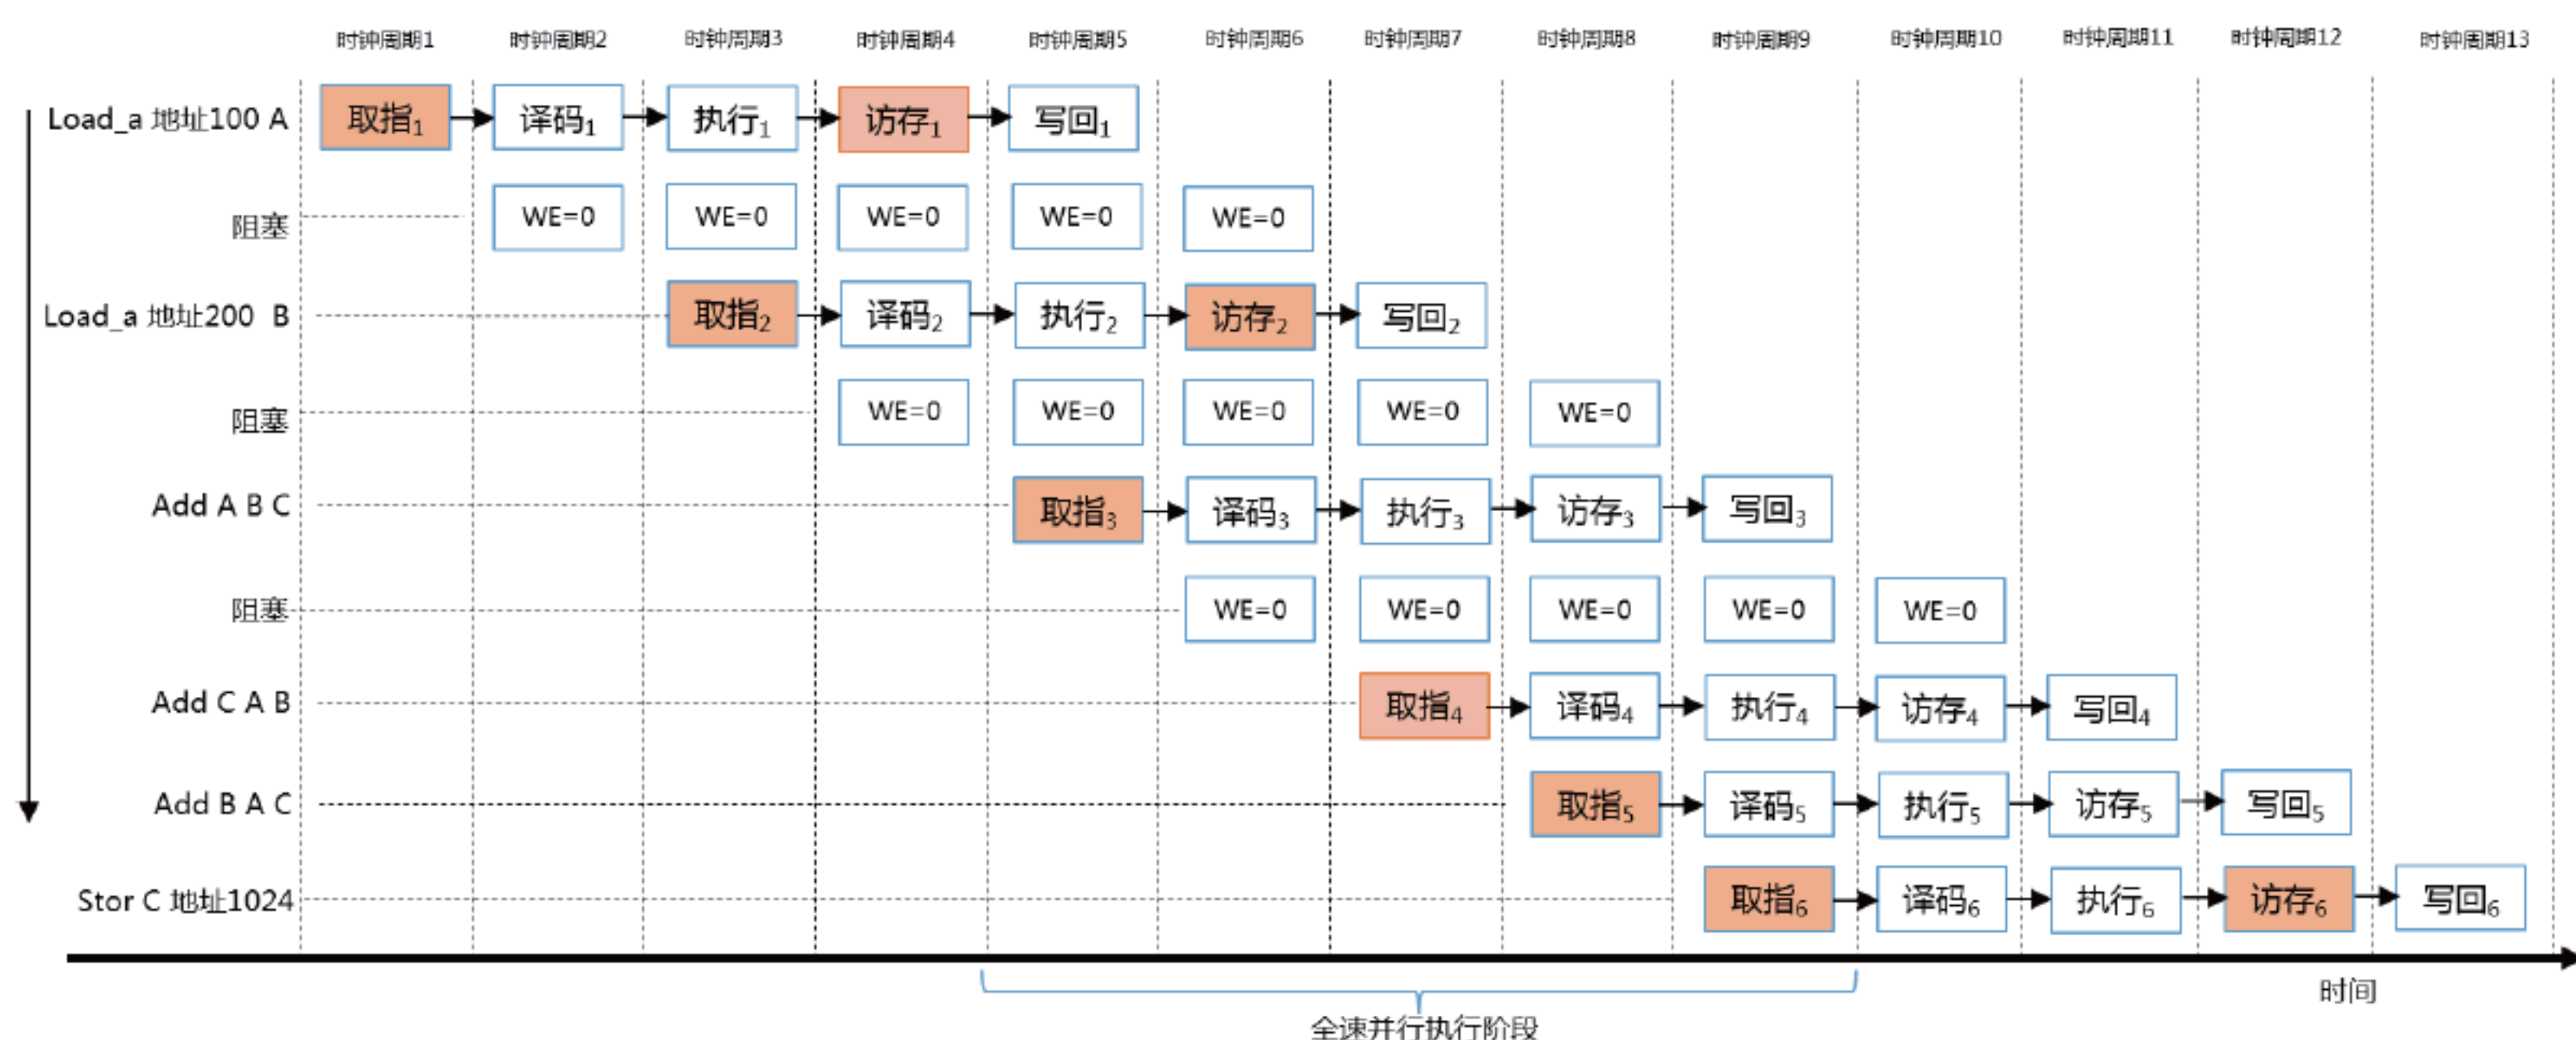 时钟周期1 时钟周期2 时钟周期3 时钟周期4 时钟周期5 时钟周期6 时钟周期7 时钟周期8 时钟周期9 时钟周期10 时钟周期11 时钟周期12 时钟周期13
Load_a 地址100 A 取指1 译码1 执行1 访存1 写回1
阻塞 WE=0 WE=0 WE=0 WE=0 WE=0
Load_a 地址200 B 取指2 译码2 执行2 访存2 写回2
阻塞 WE=0 WE=0 WE=0 WE=0 WE=0
Add A B C 取指3 译码3 执行3 访存3 写回3
阻塞 WE=0 WE=0 WE=0 WE=0 WE=0
Add C A B 取指4 译码4 执行4 访存4 写回4
Add B A C 取指5 译码5 执行5 访存5 写回5
Stor C 地址1024 取指6 译码6 执行6 访存6 写回6
时间
全速并行执行阶段